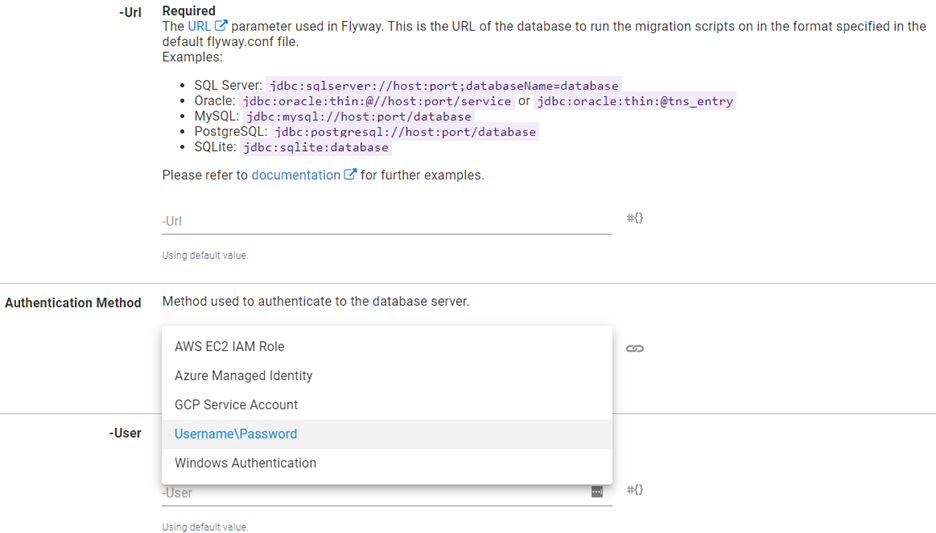 -Url
Required
The URL parameter used in Flyway. This is the URL of the database to run the migration scripts on in the format specified in the
default flyway.conf file.
Examples:
• SQL Server: jdbc:sqlserver://host:port;databaseName=database
• Oracle: jdbc:oracle:thin:@//host:port/service or jdbc:oracle:thin:@tns_entry
• MySQL: jdbc:mysql://host:port/database
• PostgreSQL: jdbc:postgresql://host:port/database
• SQLite: jdbc:sqlite:database
Please refer to documentation for further examples.
-Url
#{}
Using default value.
Authentication Method
Method used to authenticate to the database server.
AWS EC2 IAM Role
Azure Managed Identity
GCP Service Account
-User
Username\Password
Windows Authentication
-User
#{}
Using default value.